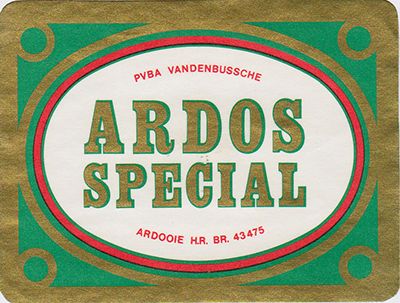 PVBA VANDENBUSSCHE
ARDOS
SPECIAL
ARDOOIE H.R. BR. 43475